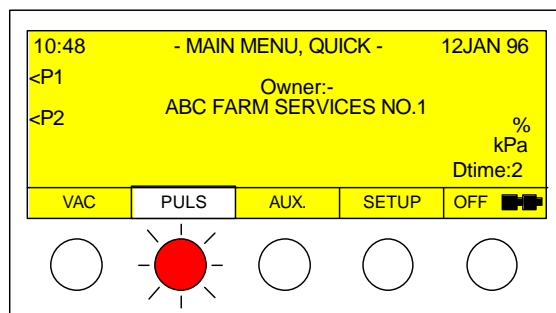 10:48 - MAIN MENU, QUICK - 12JAN 96
<P1
Owner:-
ABC FARM SERVICES NO.1
<P2
%
kPa
Dtime:2
VAC PULS AUX. SETUP OFF